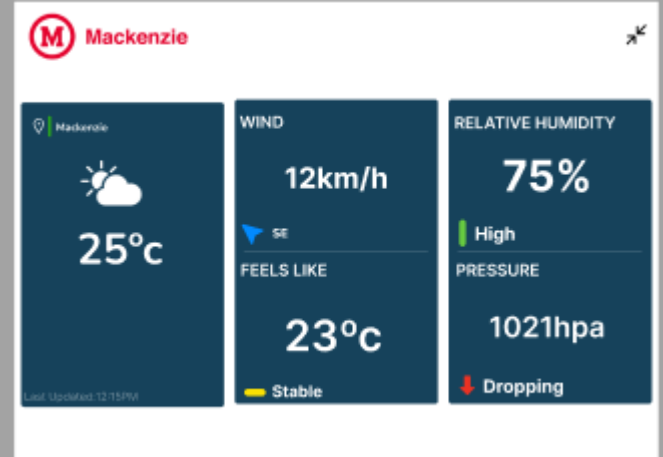 M Mackenzie
Mackenzie
25°c
Last Updated:12:15PM
WIND
12km/h
SE
FEELS LIKE
23°c
Stable
RELATIVE HUMIDITY
75%
High
PRESSURE
1021hpa
Dropping